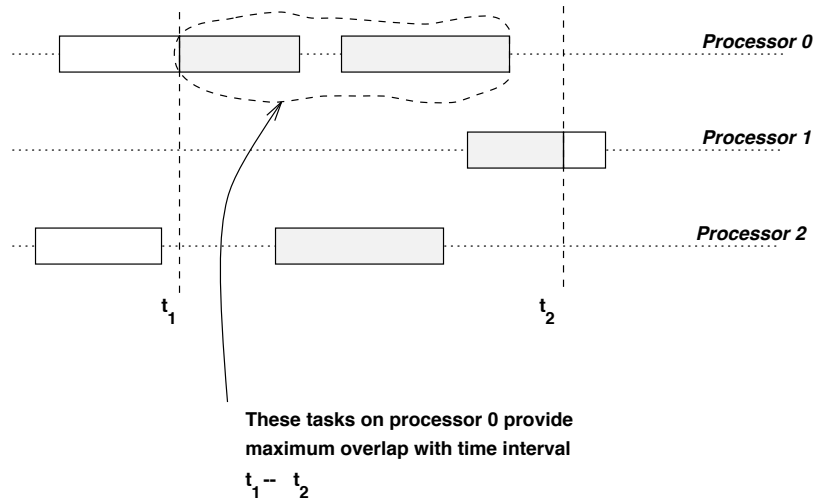 Processor 0
Processor 1
Processor 2
t1
t2
These tasks on processor 0 provide
maximum overlap with time interval
t1 -- t2